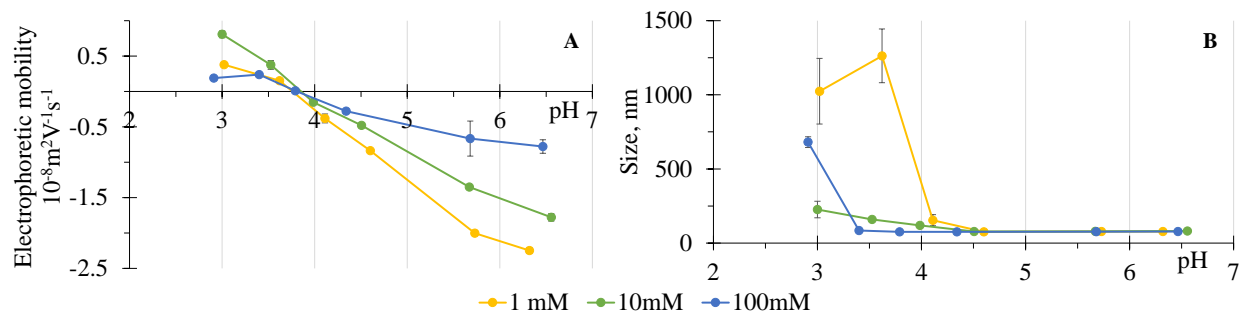 Electrophoretic mobility
10⁻⁸m²V⁻¹s⁻¹
0.5
-0.5
-1.5
-2.5
2 3 4 5 6 7
pH
A
Size, nm
1500
1000
500
0
2 3 4 5 6 7
pH
B
1 mM 10mM 100mM